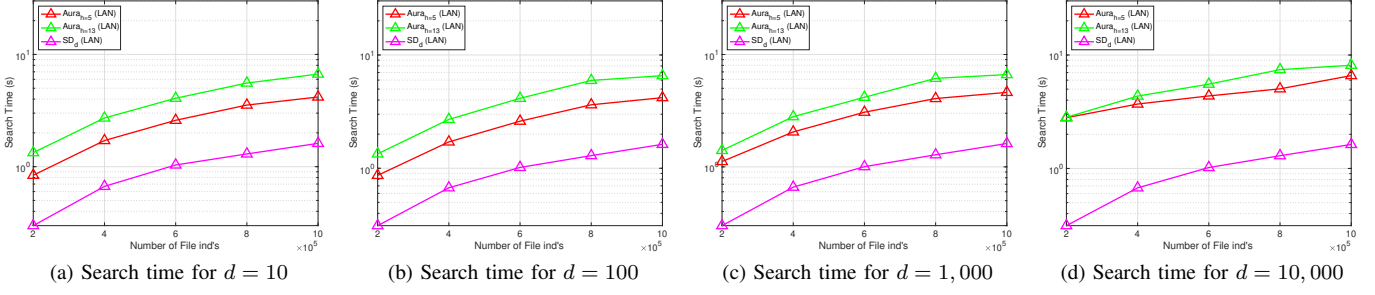 Aura_{h=5} (LAN)
Aura_{h=13} (LAN)
SD_d (LAN)
10^1
10^0
Search Time (s)
2
4
6
8
10
×10^5
Number of File ind's
(a) Search time for d = 10
Aura_{h=5} (LAN)
Aura_{h=13} (LAN)
SD_d (LAN)
10^1
10^0
Search Time (s)
2
4
6
8
10
×10^5
Number of File ind's
(b) Search time for d = 100
Aura_{h=5} (LAN)
Aura_{h=13} (LAN)
SD_d (LAN)
10^1
10^0
Search Time (s)
2
4
6
8
10
×10^5
Number of File ind's
(c) Search time for d = 1, 000
Aura_{h=5} (LAN)
Aura_{h=13} (LAN)
SD_d (LAN)
10^1
10^0
Search Time (s)
2
4
6
8
10
×10^5
Number of File ind's
(d) Search time for d = 10, 000